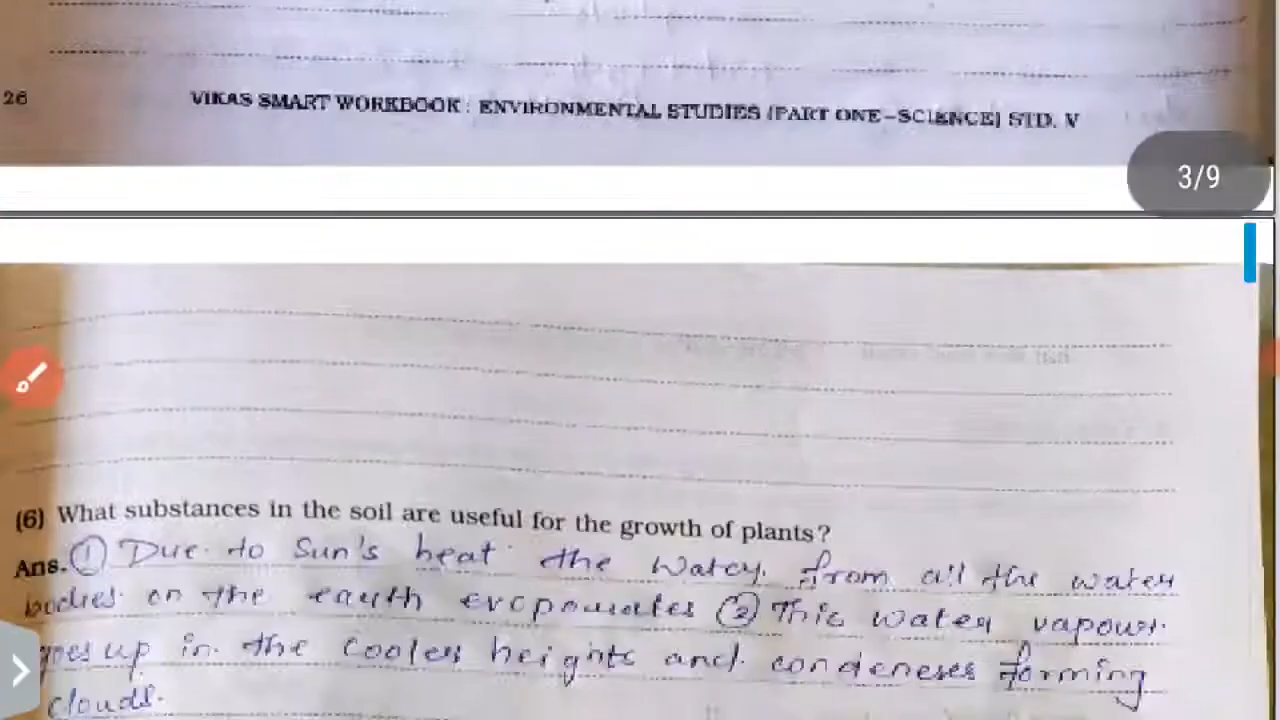 26 VIKAS SMART WORKBOOK : ENVIRONMENTAL STUDIES (PART ONE–SCIENCE) STD. V
3/9
(6) What substances in the soil are useful for the growth of plants?
Ans. ① Due to Sun's heat the water from all the water
bodies on the earth evaporates ② This water vapour
goes up in the cooler heights and condeneses forming
clouds.